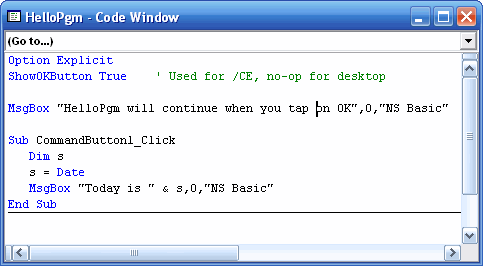 HelloPgm - Code Window
(Go to...)
Option Explicit
ShowOKButton True    ' Used for /CE, no-op for desktop
MsgBox "HelloPgm will continue when you tap on OK",0,"NS Basic"
Sub CommandButton1_Click
   Dim s
   s = Date
   MsgBox "Today is " & s,0,"NS Basic"
End Sub